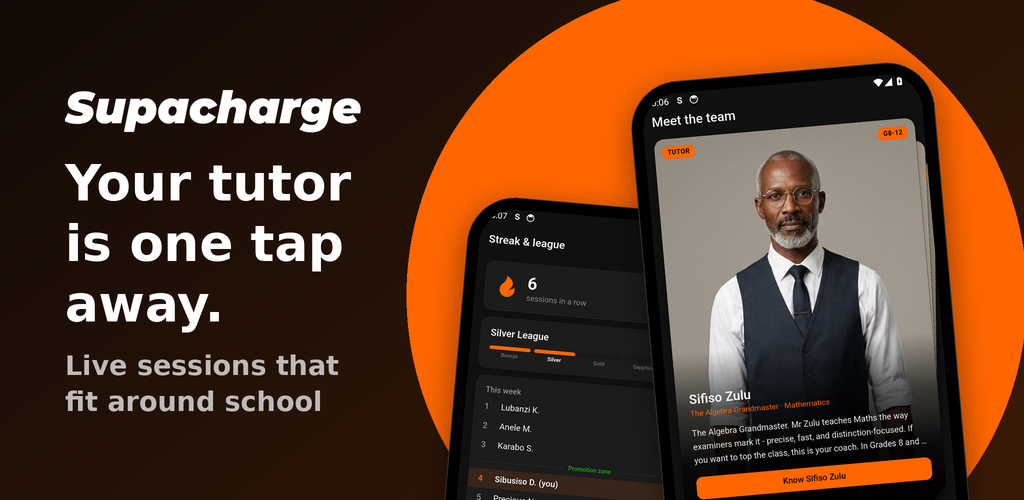 Supacharge
Your tutor
is one tap
away.
Live sessions that
fit around school
:07 S
Streak & league
6
sessions in a row
Silver League
Bronze Silver Gold
This week
1 Lubanzi K.
2 Anele M.
3 Karabo S.
Promotion zone
4 Sibusiso D. (you)
5
:06 S
Meet the team
TUTOR
G8-12
Sifiso Zulu
The Algebra Grandmaster · Mathematics
The Algebra Grandmaster. Mr Zulu teaches Maths the way
examiners mark it - precise, fast, and distinction-focused. If
you want to top the class, this is your coach. In Grades 8 and ...
Know Sifiso Zulu